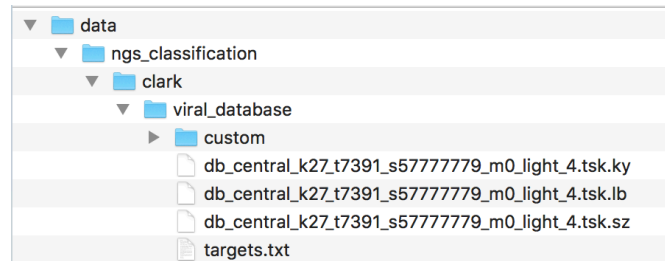 data
ngs_classification
clark
viral_database
custom
db_central_k27_t7391_s57777779_m0_light_4.tsk.ky
db_central_k27_t7391_s57777779_m0_light_4.tsk.lb
db_central_k27_t7391_s57777779_m0_light_4.tsk.sz
targets.txt